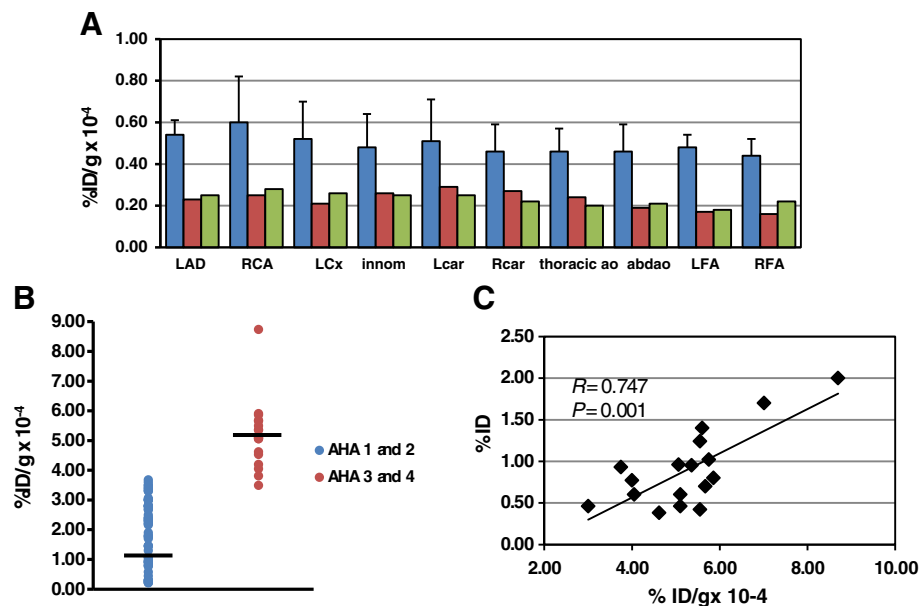 A
1.00
0.80
0.60
0.40
0.20
0.00
%ID/g x 10-4
LAD RCA LCx innom Lcar Rcar thoracic ao abdao LFA RFA
B
9.00
8.00
7.00
6.00
5.00
4.00
3.00
2.00
1.00
0.00
%ID/g x 10-4
AHA 1 and 2
AHA 3 and 4
C
2.50
2.00
1.50
1.00
0.50
0.00
%ID
R= 0.747
P= 0.001
2.00 4.00 6.00 8.00 10.00
% ID/gx 10-4